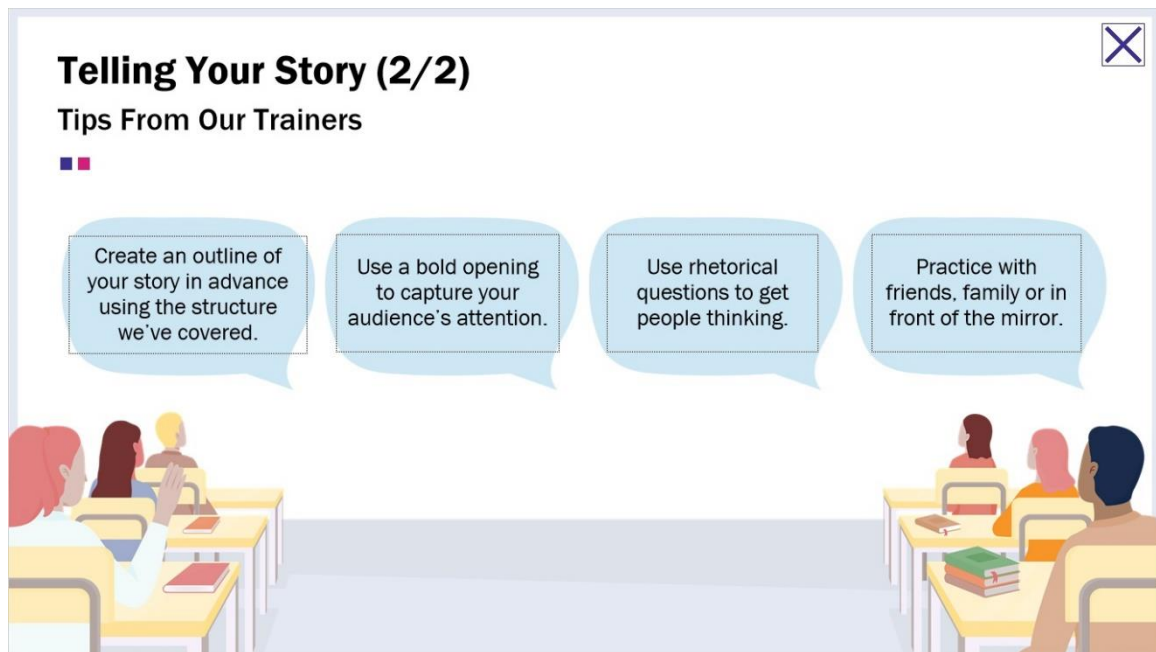 Telling Your Story (2/2)
Tips From Our Trainers
Create an outline of
your story in advance
using the structure
we’ve covered.
Use a bold opening
to capture your
audience’s attention.
Use rhetorical
questions to get
people thinking.
Practice with
friends, family or in
front of the mirror.